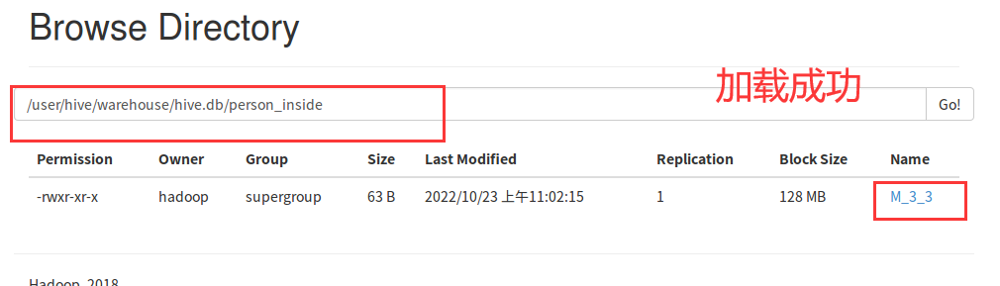 Browse Directory
加载成功
/user/hive/warehouse/hive.db/person_inside Go!
Permission Owner Group Size Last Modified Replication Block Size Name
-rwxr-xr-x hadoop supergroup 63 B 2022/10/23 上午11:02:15 1 128 MB M_3_3
Hadoop, 2018.